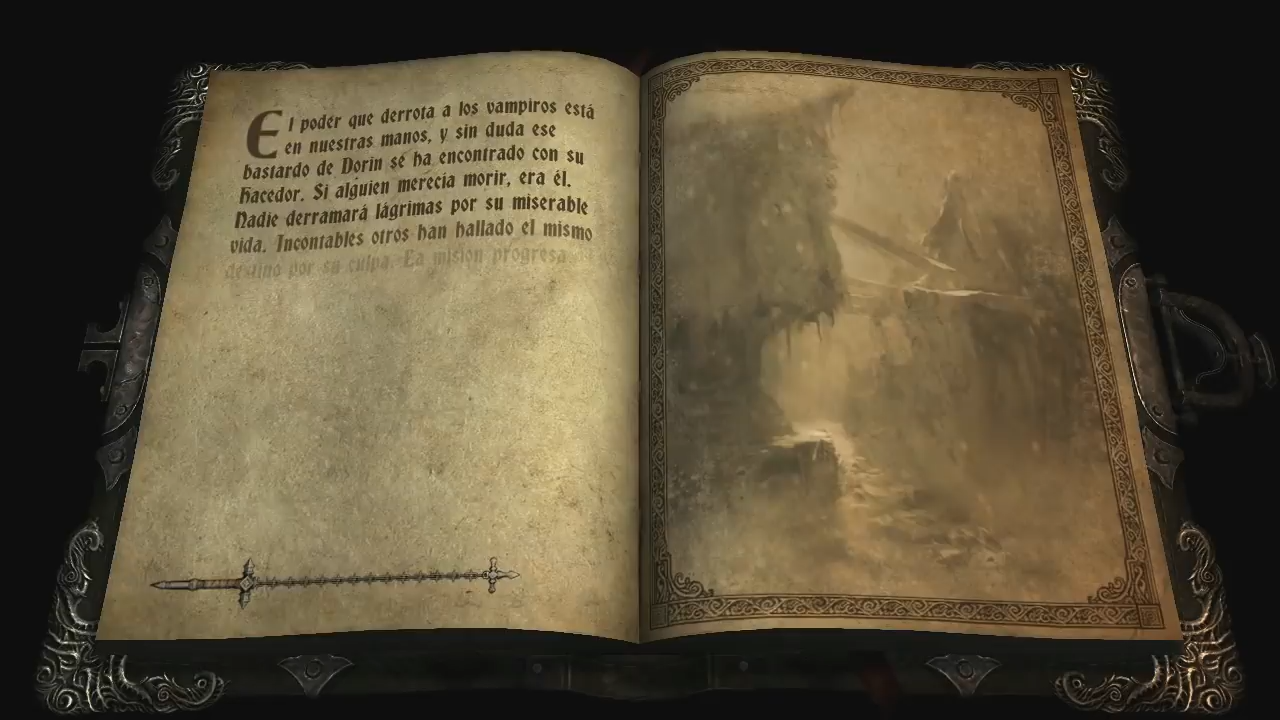 El poder que derrota a los vampiros está
en nuestras manos, y sin duda ese
bastardo de Dorin se ha encontrado con su
Hacedor. Si alguien merecía morir, era él.
Nadie derramará lágrimas por su miserable
vida. Incontables otros han hallado el mismo
destino por su culpa. La misión progresa